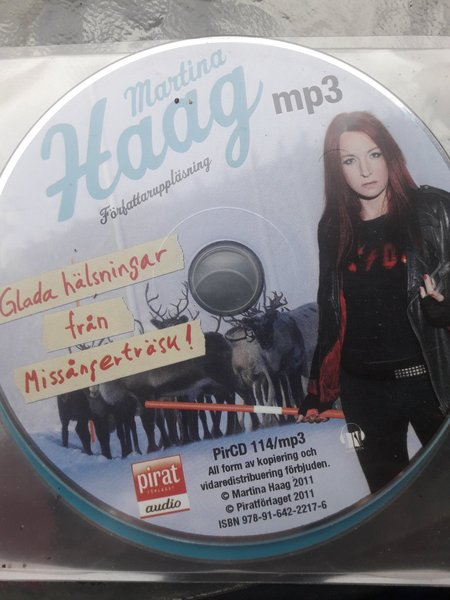 Martina
Haag
mp3
Författaruppläsning
Glada hälsningar
från
Missångerträsk!
PirCD 114/mp3
All form av kopiering och
vidaredistribuering förbjuden.
© Martina Haag 2011
© Piratförlaget 2011
ISBN 978-91-642-2217-6
pirat
FÖRLAGET
audio